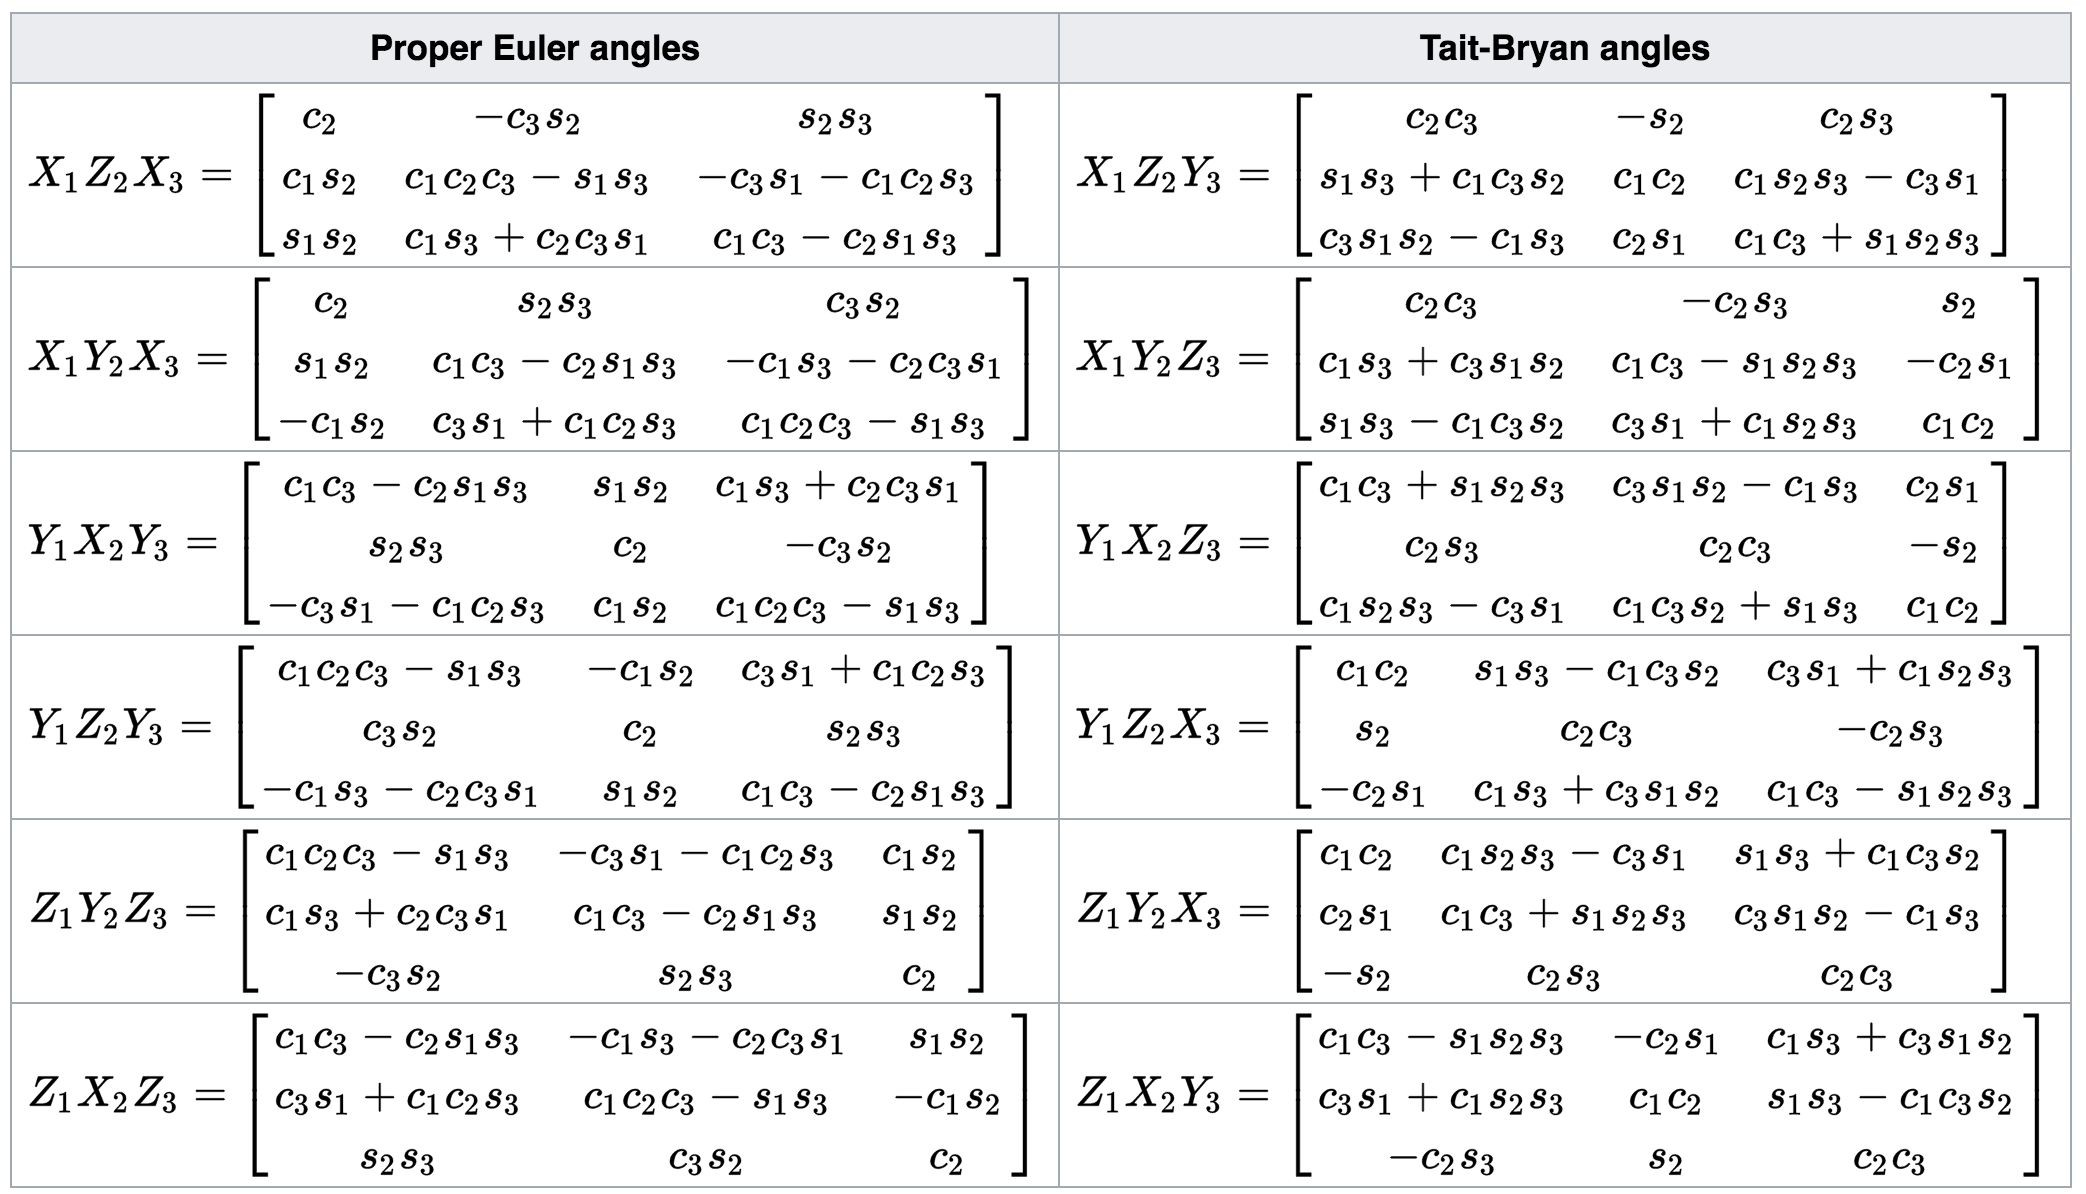 Proper Euler angles Tait-Bryan angles
c₂ −c₃s₂ s₂s₃ c₂c₃ −s₂ c₂s₃
X₁Z₂X₃ = c₁s₂ c₁c₂c₃ − s₁s₃ −c₃s₁ − c₁c₂s₃ X₁Z₂Y₃ = s₁s₃ + c₁c₃s₂ c₁c₂ c₁s₂s₃ − c₃s₁
s₁s₂ c₁s₃ + c₂c₃s₁ c₁c₃ − c₂s₁s₃ c₃s₁s₂ − c₁s₃ c₂s₁ c₁c₃ + s₁s₂s₃
c₂ s₂s₃ c₃s₂ c₂c₃ −c₂s₃ s₂
X₁Y₂X₃ = s₁s₂ c₁c₃ − c₂s₁s₃ −c₁s₃ − c₂c₃s₁ X₁Y₂Z₃ = c₁s₃ + c₃s₁s₂ c₁c₃ − s₁s₂s₃ −c₂s₁
−c₁s₂ c₃s₁ + c₁c₂s₃ c₁c₂c₃ − s₁s₃ s₁s₃ − c₁c₃s₂ c₃s₁ + c₁s₂s₃ c₁c₂
c₁c₃ − c₂s₁s₃ s₁s₂ c₁s₃ + c₂c₃s₁ c₁c₃ + s₁s₂s₃ c₃s₁s₂ − c₁s₃ c₂s₁
Y₁X₂Y₃ = s₂s₃ c₂ −c₃s₂ Y₁X₂Z₃ = c₂s₃ c₂c₃ −s₂
−c₃s₁ − c₁c₂s₃ c₁s₂ c₁c₂c₃ − s₁s₃ c₁s₂s₃ − c₃s₁ c₁c₃s₂ + s₁s₃ c₁c₂
c₁c₂c₃ − s₁s₃ −c₁s₂ c₃s₁ + c₁c₂s₃ c₁c₂ s₁s₃ − c₁c₃s₂ c₃s₁ + c₁s₂s₃
Y₁Z₂Y₃ = c₃s₂ c₂ s₂s₃ Y₁Z₂X₃ = s₂ c₂c₃ −c₂s₃
−c₁s₃ − c₂c₃s₁ s₁s₂ c₁c₃ − c₂s₁s₃ −c₂s₁ c₁s₃ + c₃s₁s₂ c₁c₃ − s₁s₂s₃
c₁c₂c₃ − s₁s₃ −c₃s₁ − c₁c₂s₃ c₁s₂ c₁c₂ c₁s₂s₃ − c₃s₁ s₁s₃ + c₁c₃s₂
Z₁Y₂Z₃ = c₁s₃ + c₂c₃s₁ c₁c₃ − c₂s₁s₃ s₁s₂ Z₁Y₂X₃ = c₂s₁ c₁c₃ + s₁s₂s₃ c₃s₁s₂ − c₁s₃
−c₃s₂ s₂s₃ c₂ −s₂ c₂s₃ c₂c₃
c₁c₃ − c₂s₁s₃ −c₁s₃ − c₂c₃s₁ s₁s₂ c₁c₃ − s₁s₂s₃ −c₂s₁ c₁s₃ + c₃s₁s₂
Z₁X₂Z₃ = c₃s₁ + c₁c₂s₃ c₁c₂c₃ − s₁s₃ −c₁s₂ Z₁X₂Y₃ = c₃s₁ + c₁s₂s₃ c₁c₂ s₁s₃ − c₁c₃s₂
s₂s₃ c₃s₂ c₂ −c₂s₃ s₂ c₂c₃